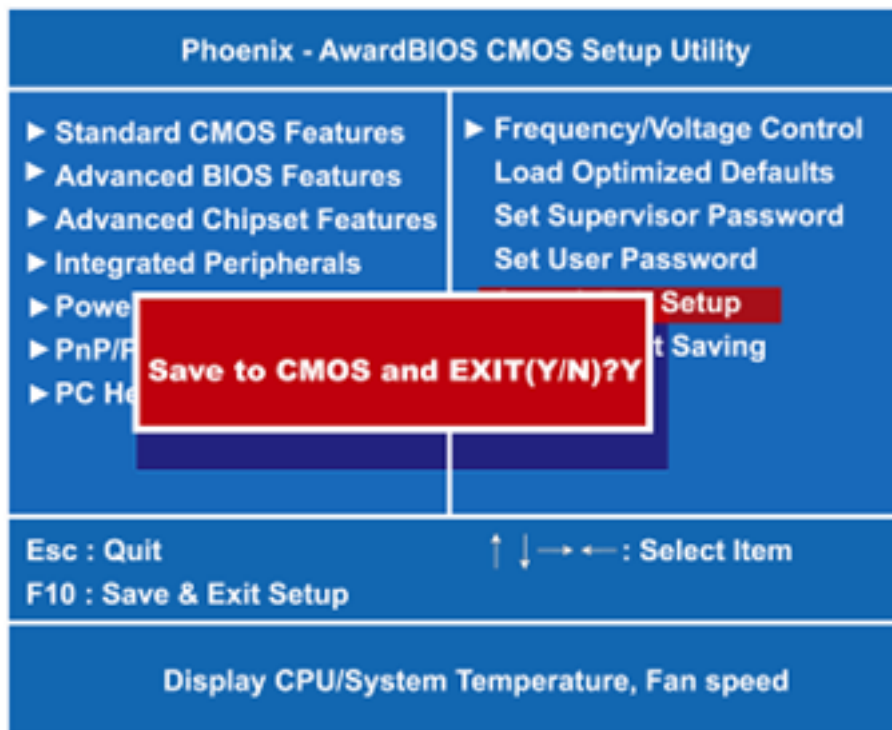 Phoenix - AwardBIOS CMOS Setup Utility
Standard CMOS Features
Advanced BIOS Features
Advanced Chipset Features
Integrated Peripherals
PC
Frequency/Voltage Control
Load Optimized Defaults
Set Supervisor Password
Set User Password
Setup
Saving
Save to CMOS and EXIT(Y/N)?Y
Esc : Quit
↑ ↓ → ← : Select Item
F10 : Save & Exit Setup
Display CPU/System Temperature, Fan speed